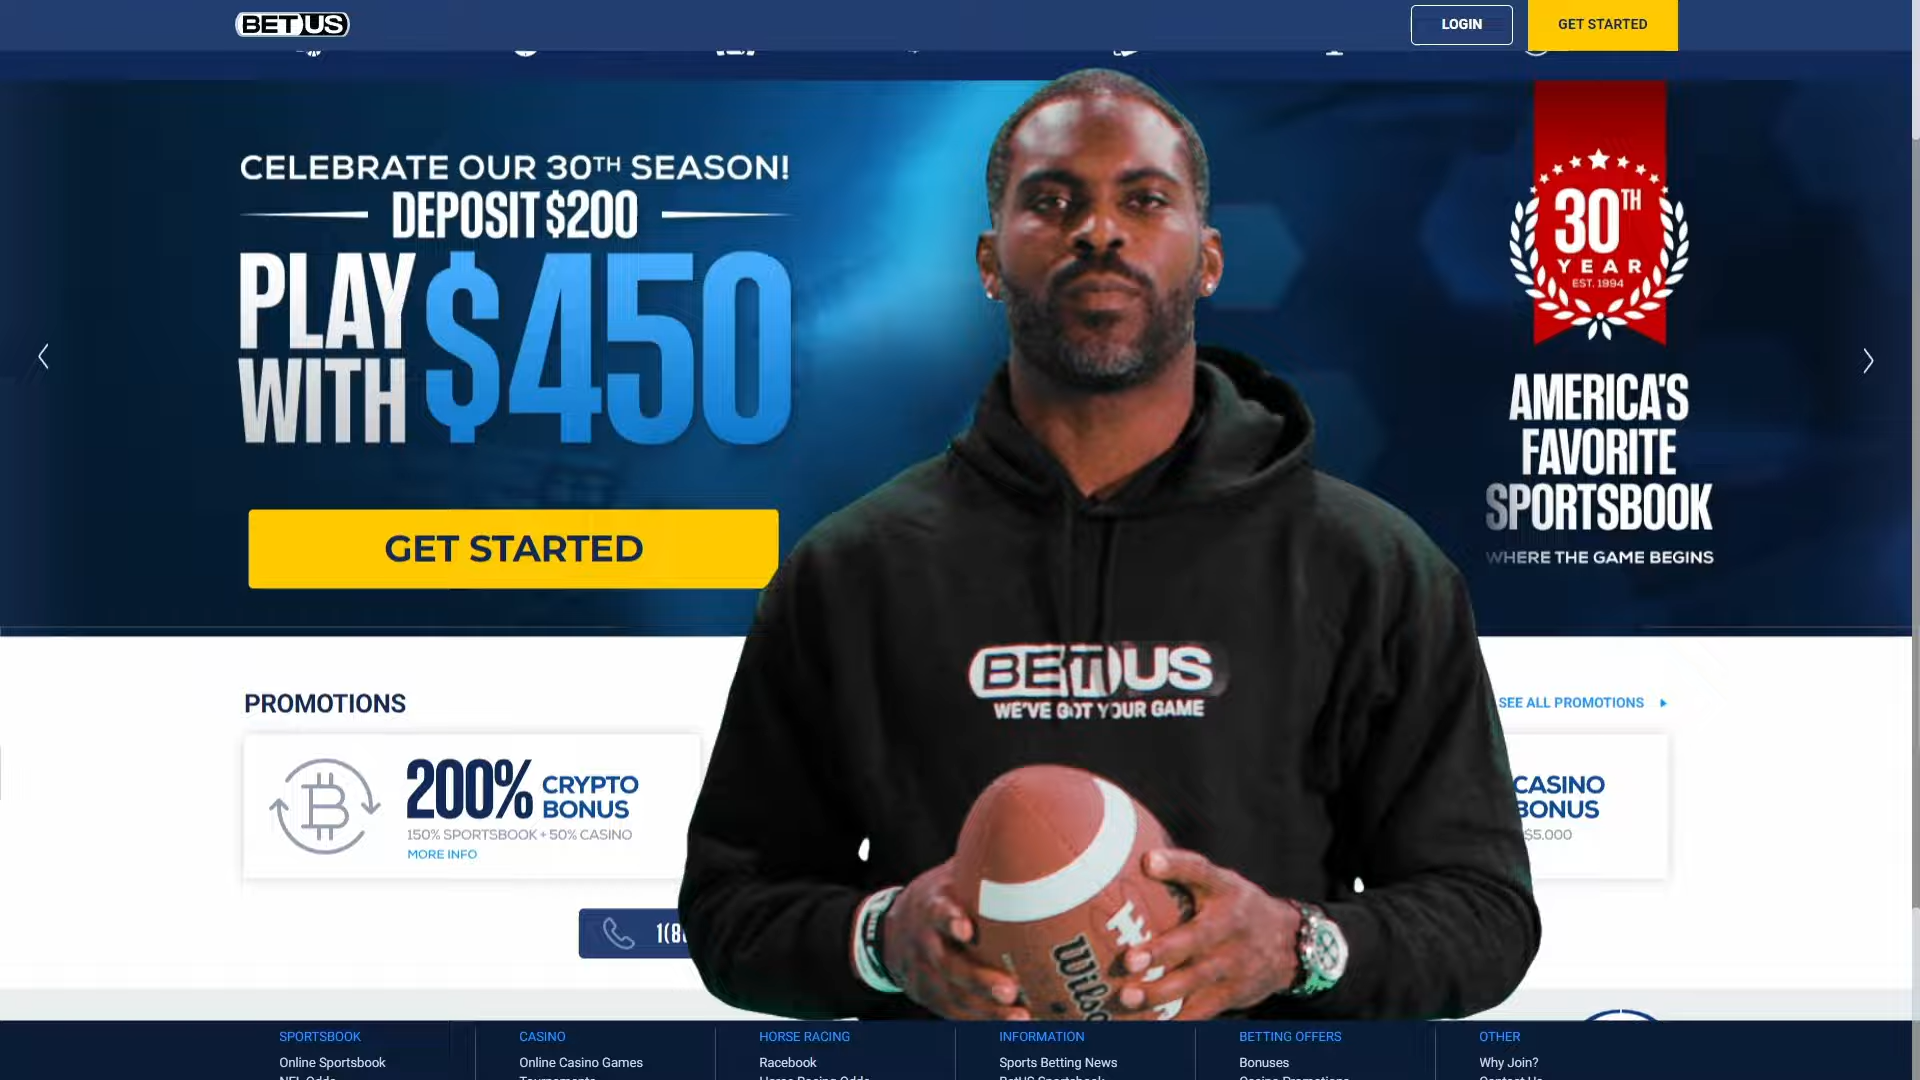 BETUS
LOGIN
GET STARTED
CELEBRATE OUR 30TH SEASON!
DEPOSIT $200
PLAY WITH $450
GET STARTED
30TH
YEAR
EST. 1994
AMERICA'S
FAVORITE
SPORTSBOOK
WHERE THE GAME BEGINS
BETUS
WE'VE GOT YOUR GAME
PROMOTIONS
SEE ALL PROMOTIONS
200% CRYPTO BONUS
150% SPORTSBOOK + 50% CASINO
MORE INFO
CASINO
BONUS
$5.000
1(8
SPORTSBOOK
Online Sportsbook
CASINO
Online Casino Games
HORSE RACING
Racebook
INFORMATION
Sports Betting News
BETTING OFFERS
Bonuses
OTHER
Why Join?